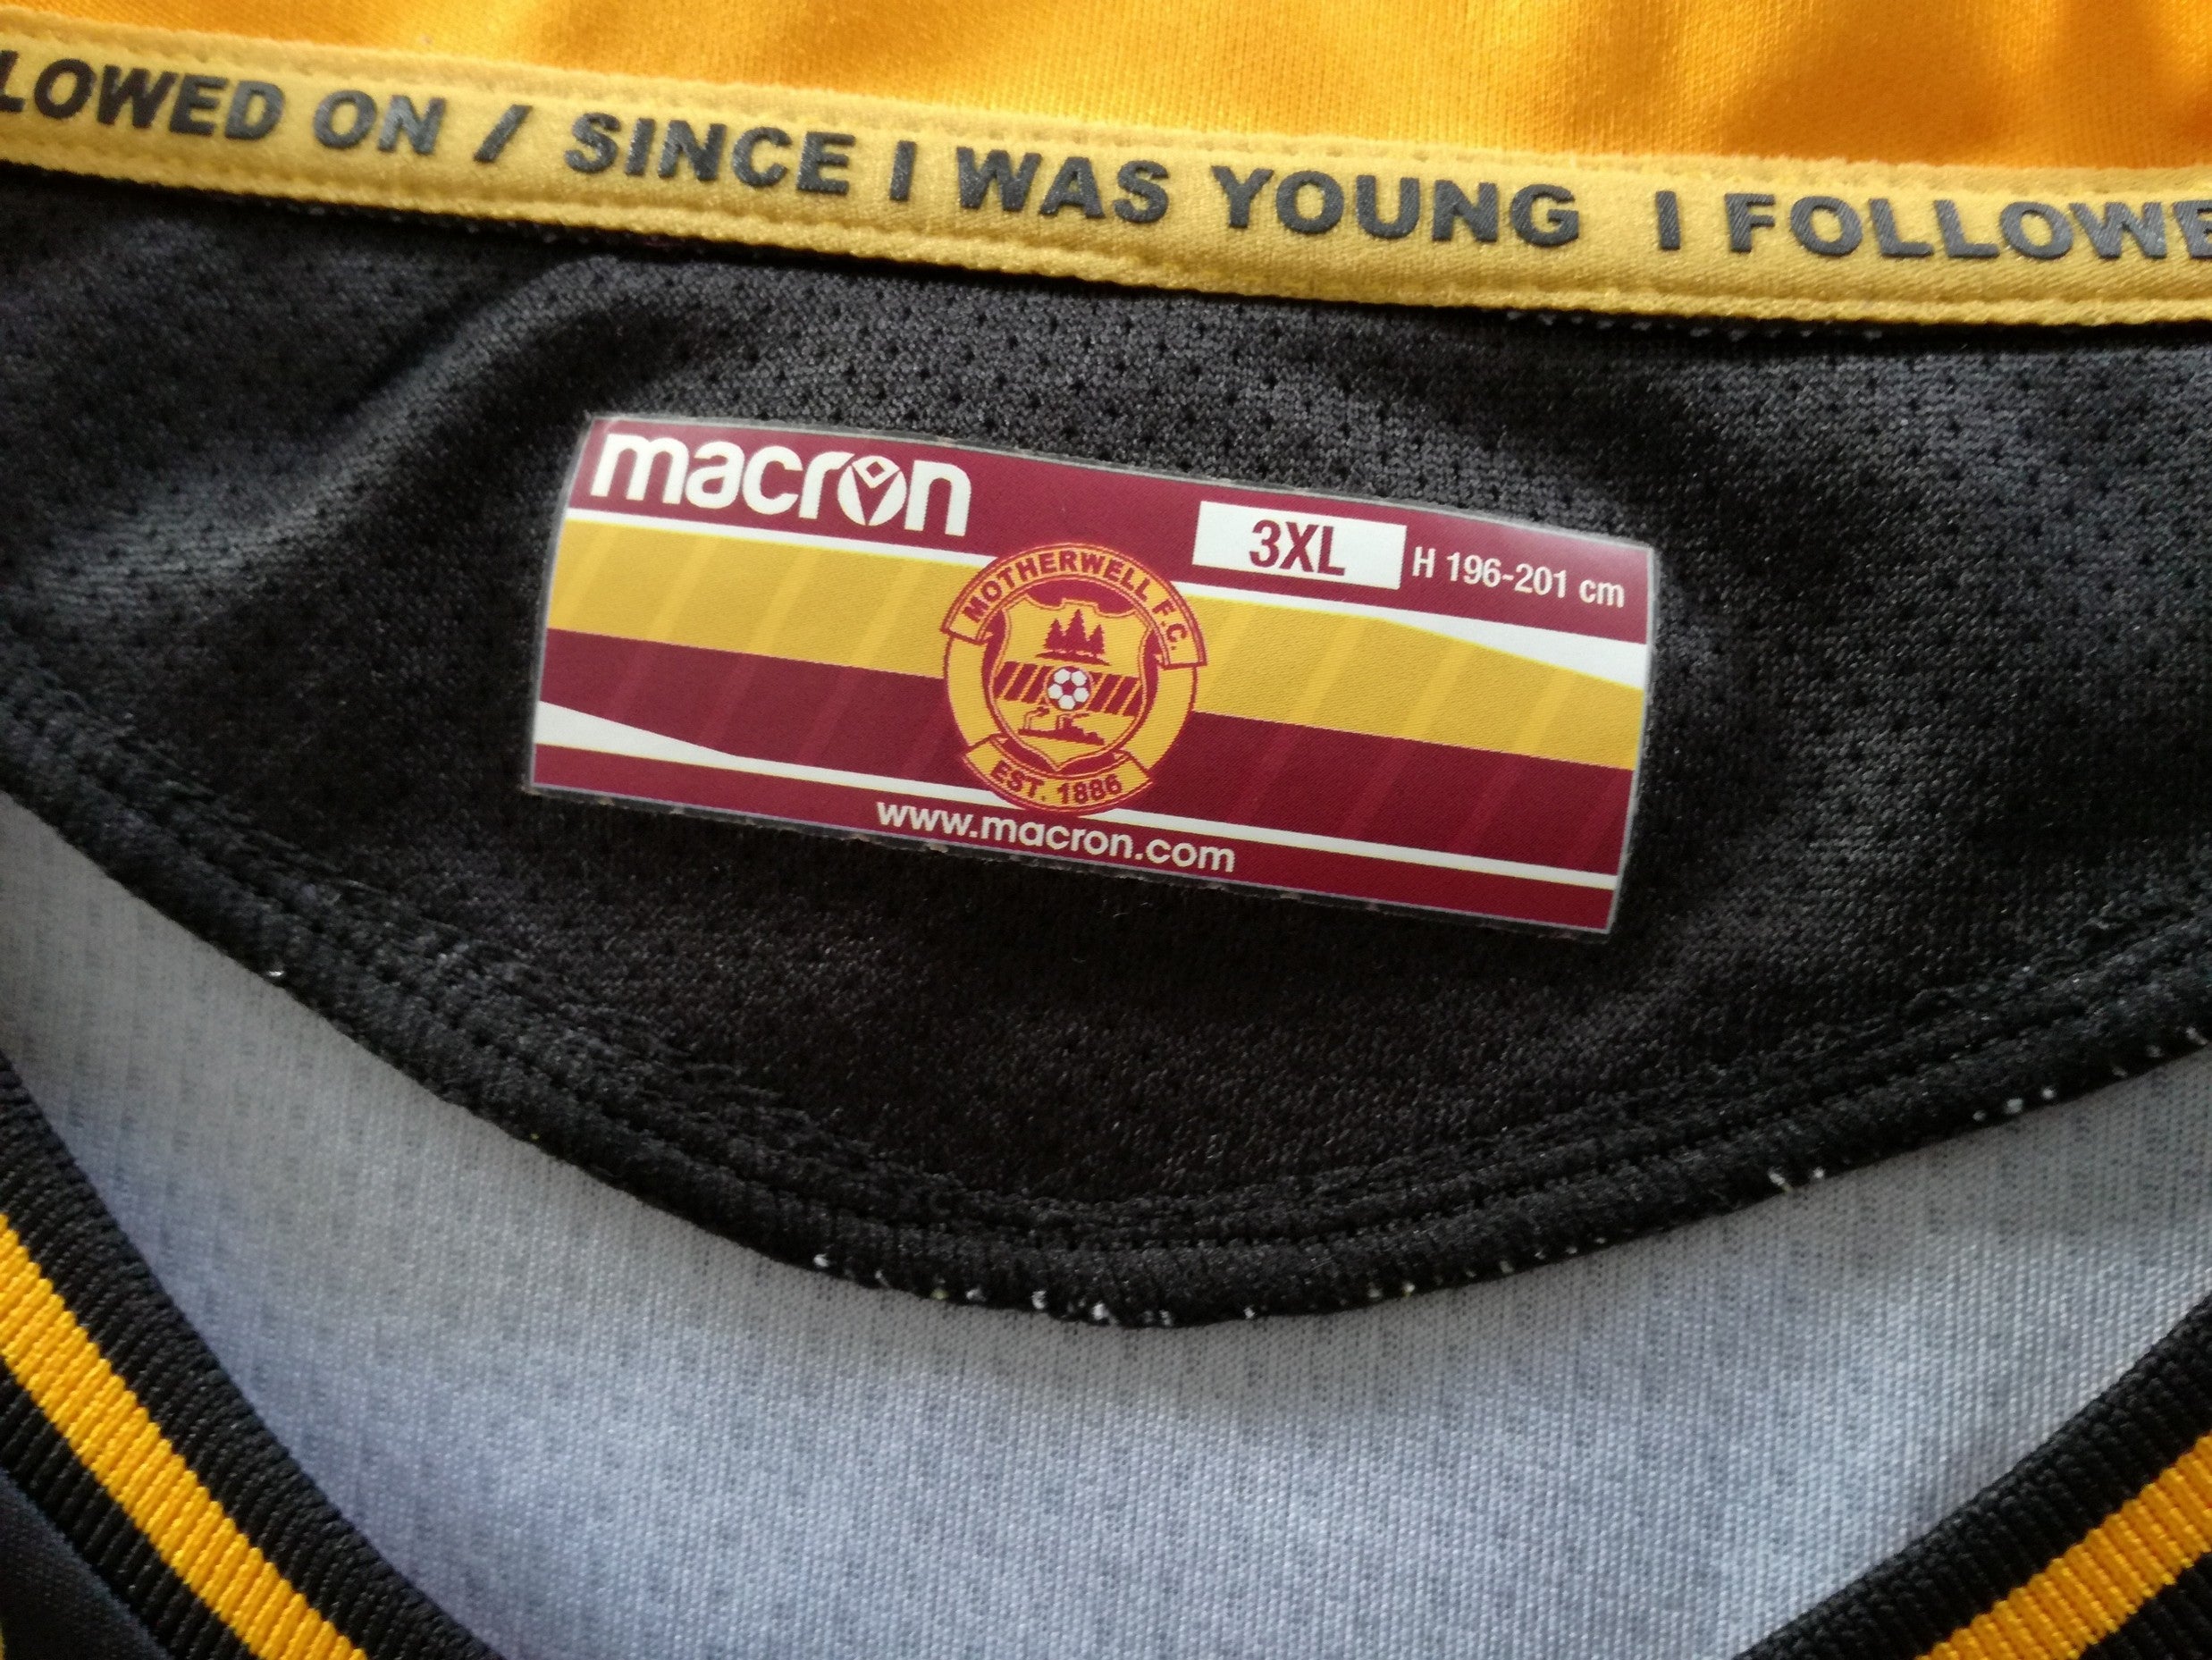 LOWED ON / SINCE I WAS YOUNG I FOLLOWE
macron
3XL H 196-201 cm
MOTHERWELL F.C.
EST. 1886
www.macron.com